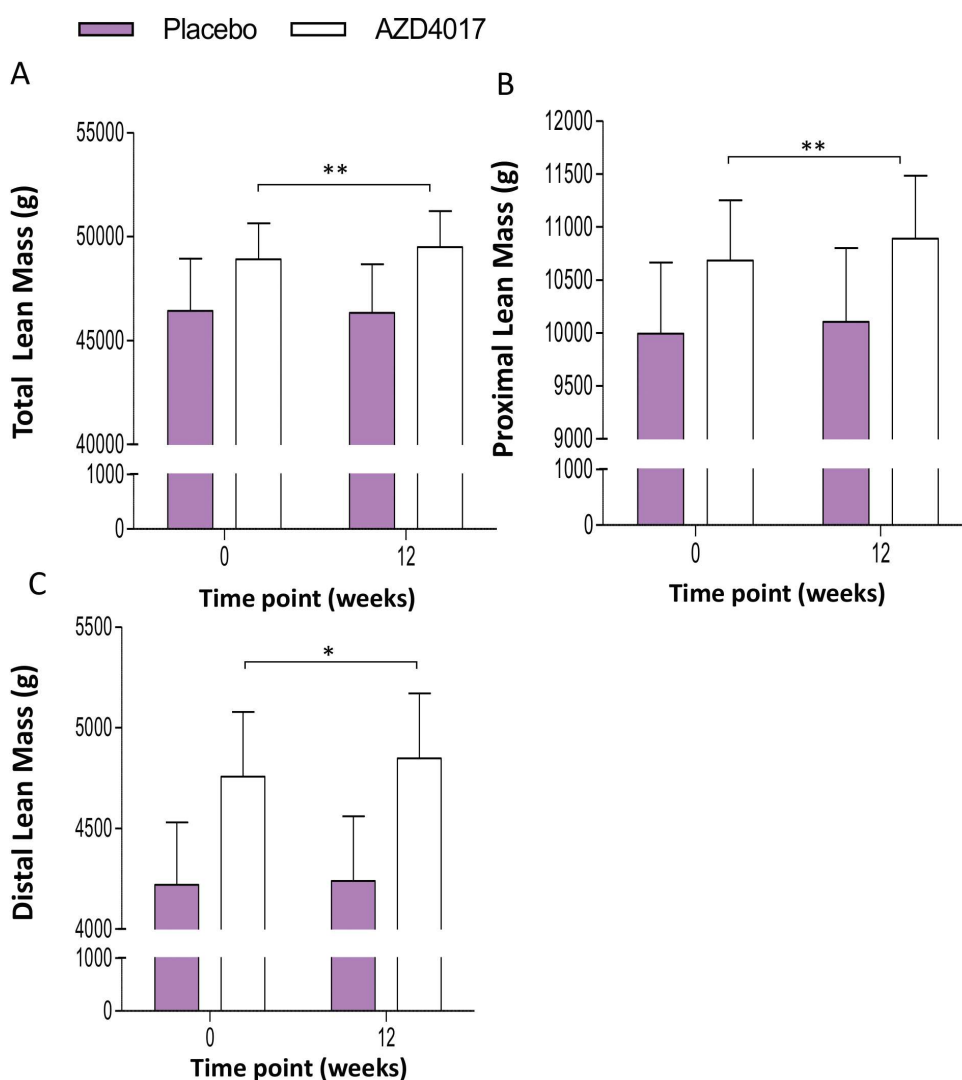 Placebo AZD4017
A
Total Lean Mass (g)
55000
50000
45000
40000
1000
0
**
0 12
Time point (weeks)
B
Proximal Lean Mass (g)
12000
11500
11000
10500
10000
9500
9000
1000
0
**
0 12
Time point (weeks)
C
Distal Lean Mass (g)
5500
5000
4500
4000
1000
0
*
0 12
Time point (weeks)